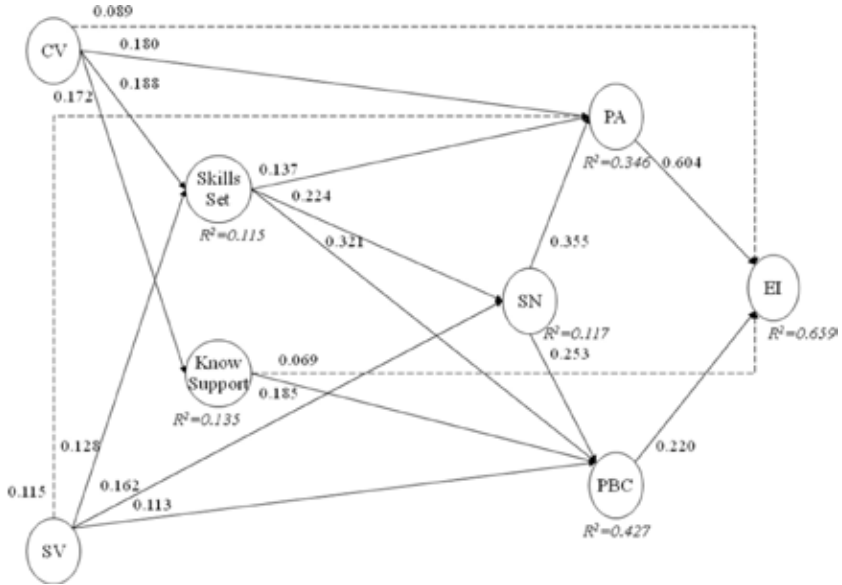 0.089
CV
0.180
0.188
0.172
PA
R²=0.346
0.604
Skills
Set
R²=0.115
0.137
0.224
0.321
0.355
SN
R²=0.117
0.253
EI
R²=0.659
Know
Support
R²=0.135
0.069
0.185
0.128
0.115
0.162
0.113
0.220
PBC
R²=0.427
SV